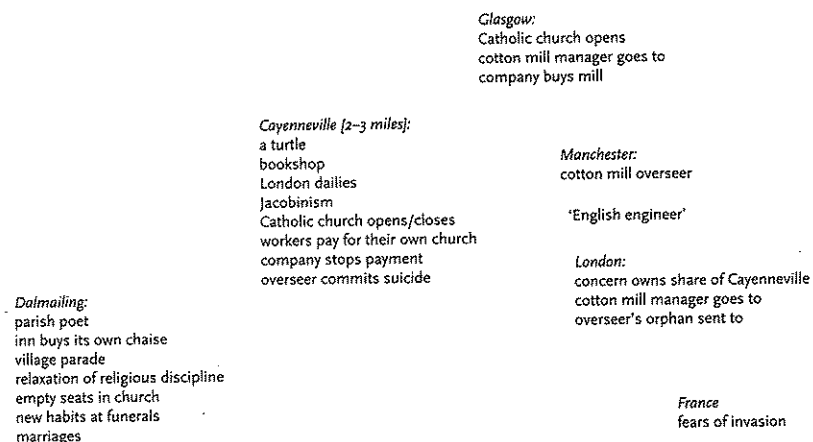 Glasgow:
Catholic church opens
cotton mill manager goes to
company buys mill
Cayenneville [2–3 miles]:
a turtle
bookshop
London dailies
Jacobinism
Catholic church opens/closes
workers pay for their own church
company stops payment
overseer commits suicide
Manchester:
cotton mill overseer
'English engineer'
London:
concern owns share of Cayenneville
cotton mill manager goes to
overseer's orphan sent to
Dalmailing:
parish poet
inn buys its own chaise
village parade
relaxation of religious discipline
empty seats in church
new habits at funerals
marriages
France
fears of invasion